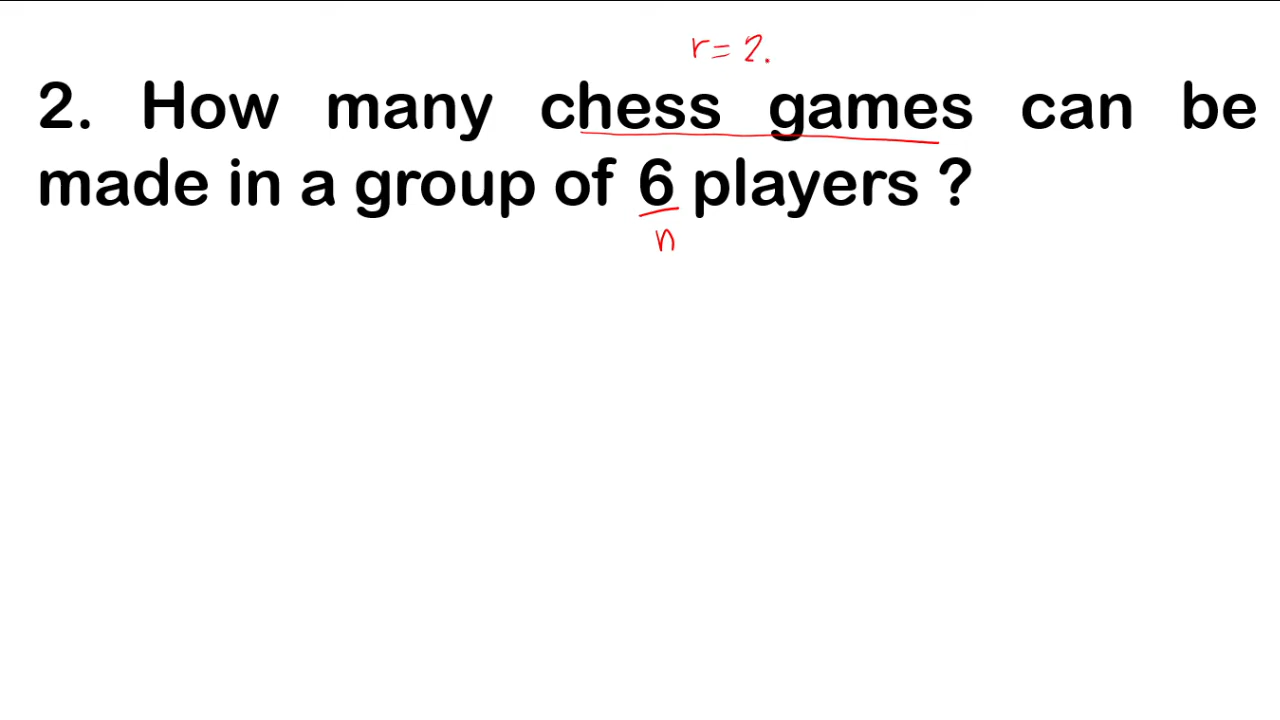 r = 2.
2. How many chess games can be
made in a group of 6 players ?
n